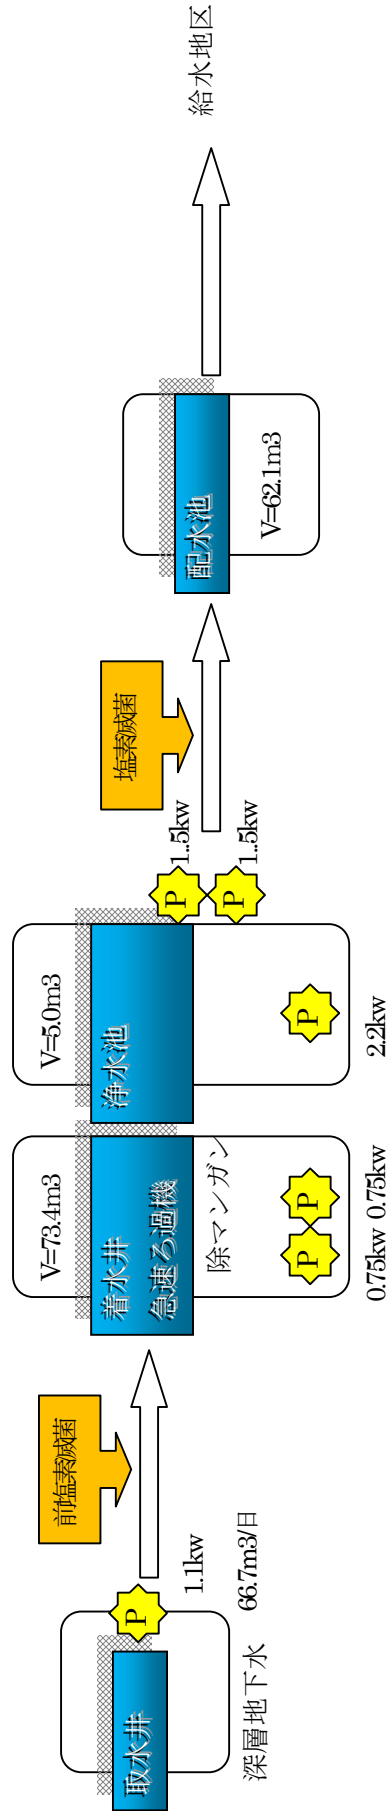 取水井
P
1.1kw
66.7m3/日
深層地下水
前塩素滅菌
V=73.4m3
着水井
急速ろ過機
除マンガン
P
P
0.75kw 0.75kw
V=5.0m3
浄水池
P
2.2kw
P
1..5kw
P
1..5kw
塩素滅菌
配水池
V=62.1m3
給水地区